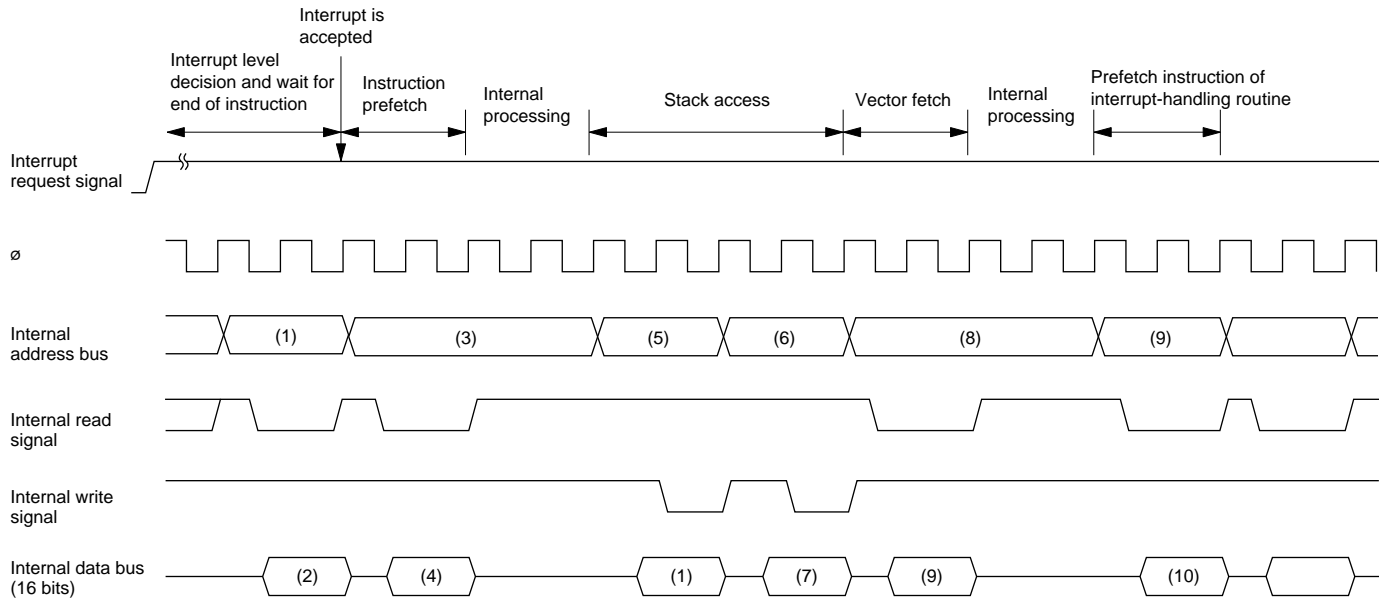 Interrupt is
accepted
Interrupt level
decision and wait for
end of instruction
Instruction
prefetch
Internal
processing
Stack access
Vector fetch
Internal
processing
Prefetch instruction of
interrupt-handling routine
Interrupt
request signal
ø
Internal
address bus
(1)
(3)
(5)
(6)
(8)
(9)
Internal read
signal
Internal write
signal
Internal data bus
(16 bits)
(2)
(4)
(1)
(7)
(9)
(10)